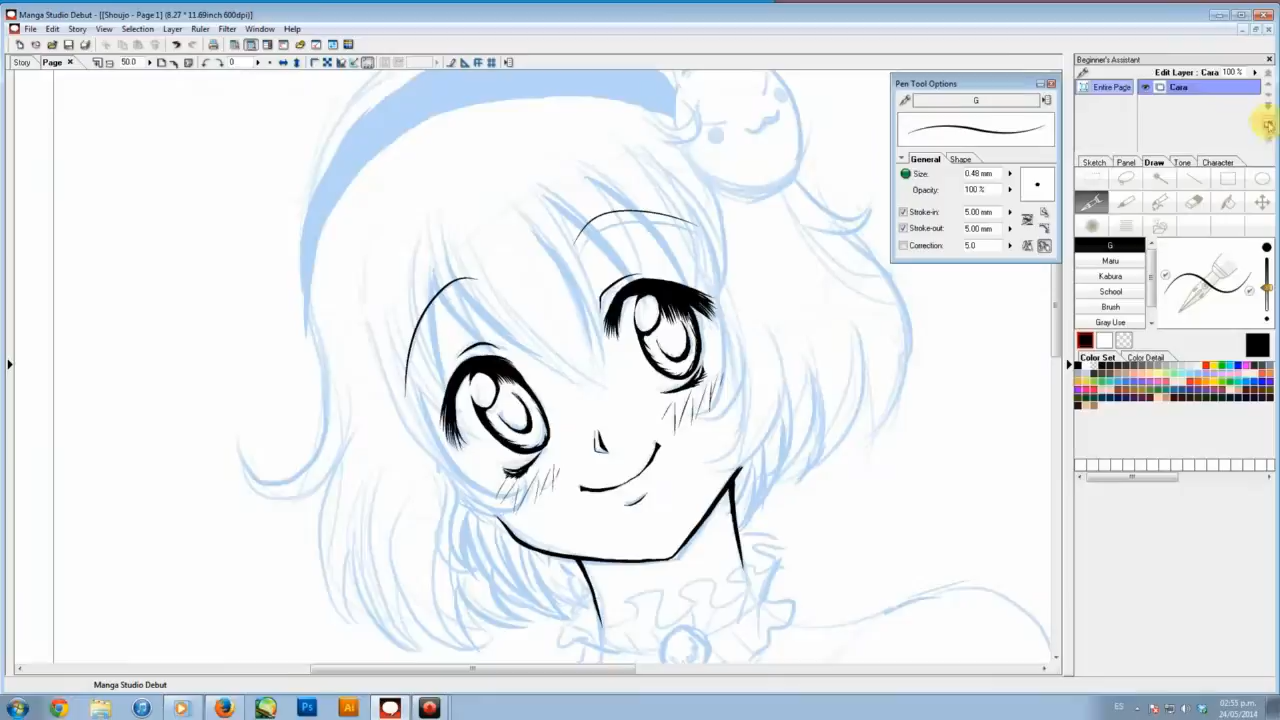 Manga Studio Debut - [[Shoujo - Page 1] (8.27 * 11.69inch 600dpi)]
File Edit Story View Selection Layer Ruler Filter Window Help
Story Page 50.0 0
Beginner's Assistant
Edit Layer : Cara 100 %
Entire Page Cara
Pen Tool Options
G
General Shape
Size: 0.48 mm
Opacity: 100 %
Stroke-in: 5.00 mm
Stroke-out: 5.00 mm
Correction: 5.0
Sketch Panel Draw Tone Character
G
Maru
Kabura
School
Brush
Gray Use
Color Set Color Detail
Manga Studio Debut
Ps Ai
ES 02:55 p.m.
24/05/2014